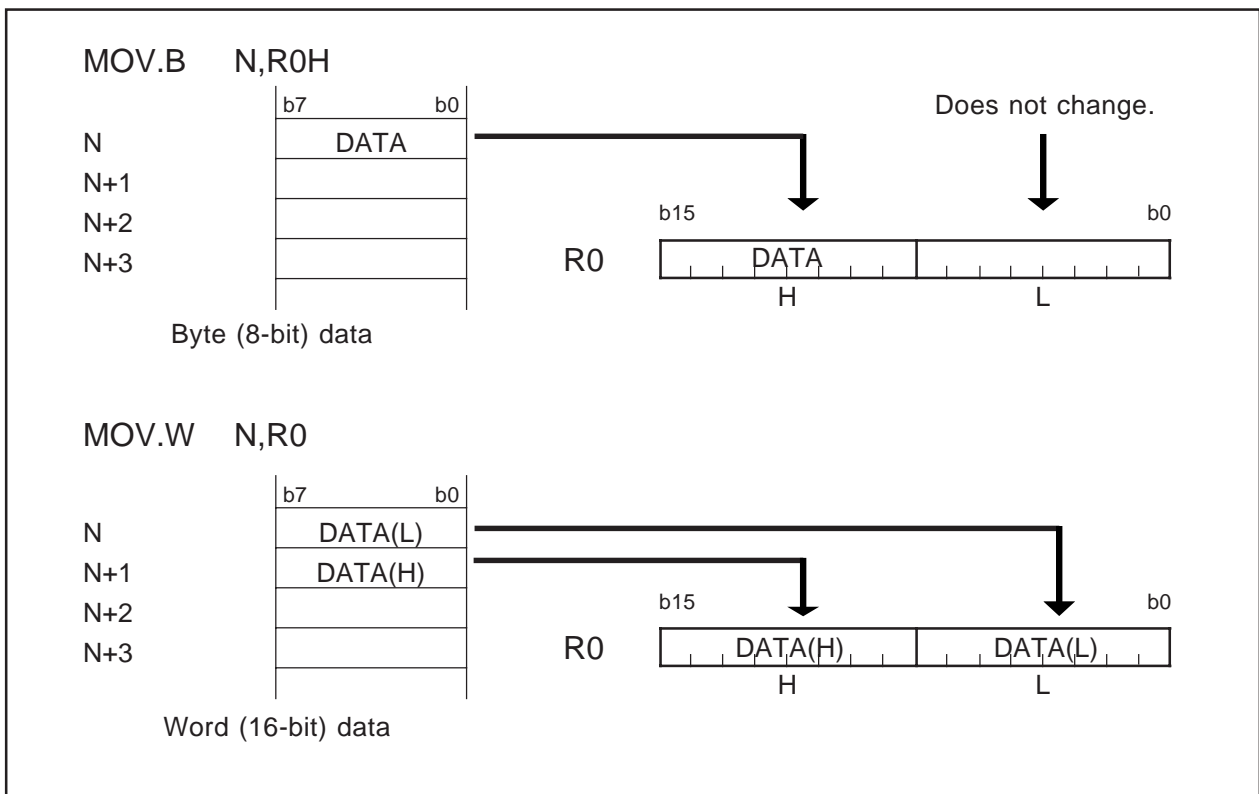 MOV.B N,R0H
b7 b0
Does not change.
N DATA
N+1
N+2
b15 b0
N+3
R0 DATA
H L
Byte (8-bit) data
MOV.W N,R0
b7 b0
N DATA(L)
N+1 DATA(H)
N+2
b15 b0
N+3
R0 DATA(H) DATA(L)
H L
Word (16-bit) data